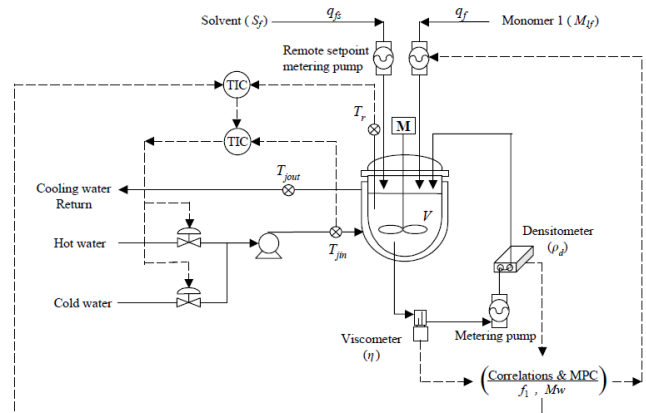 Solvent ( S_f )
q_fs
q_f
Monomer 1 ( M_1f )
Remote setpoint
metering pump
TIC
T_r
M
TIC
T_jout
Cooling water
Return
V
Densitometer
(ρ_d)
Hot water
T_jin
Cold water
Viscometer
(η)
Metering pump
Correlations & MPC
f_1 , Mw